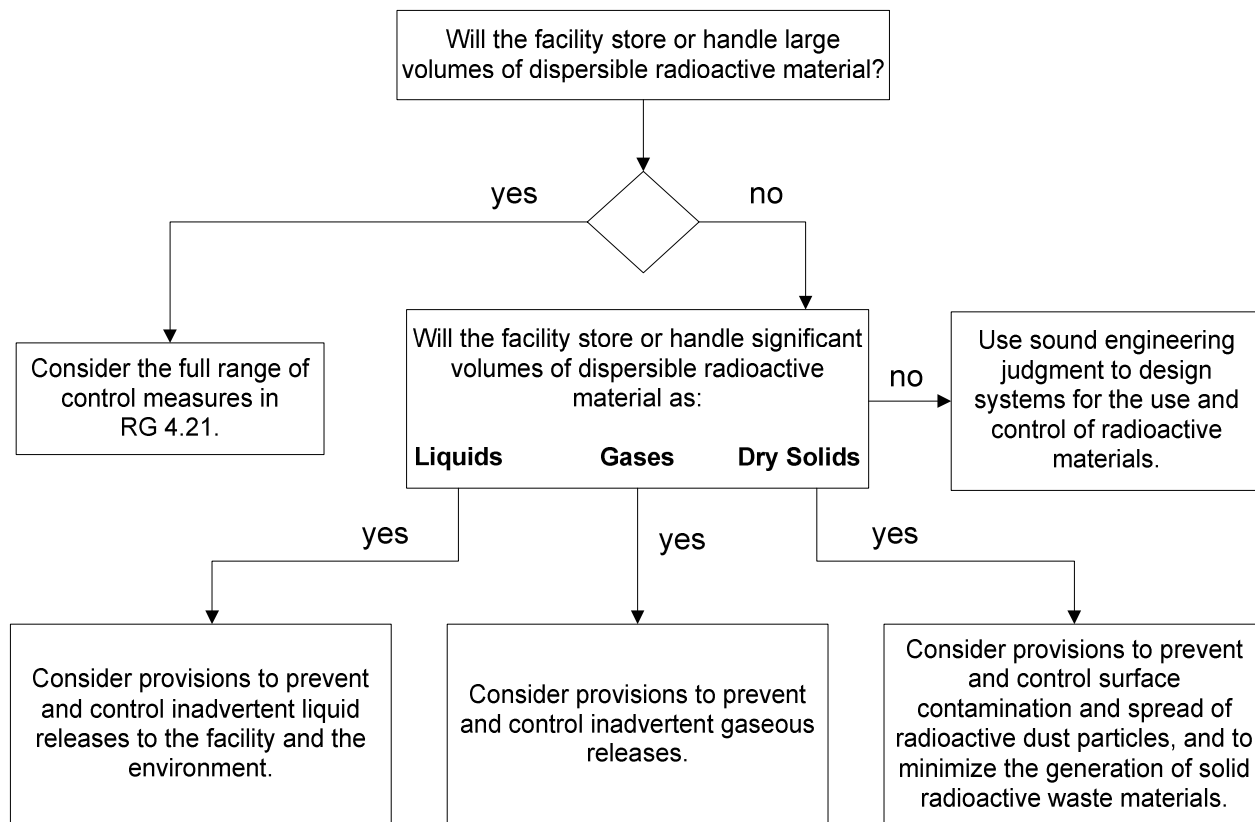 Will the facility store or handle large
volumes of dispersible radioactive material?
yes
no
Consider the full range of
control measures in
RG 4.21.
Will the facility store or handle significant
volumes of dispersible radioactive
material as:
Liquids Gases Dry Solids
no
Use sound engineering
judgment to design
systems for the use and
control of radioactive
materials.
yes
yes
yes
Consider provisions to prevent
and control inadvertent liquid
releases to the facility and the
environment.
Consider provisions to prevent
and control inadvertent gaseous
releases.
Consider provisions to prevent
and control surface
contamination and spread of
radioactive dust particles, and to
minimize the generation of solid
radioactive waste materials.